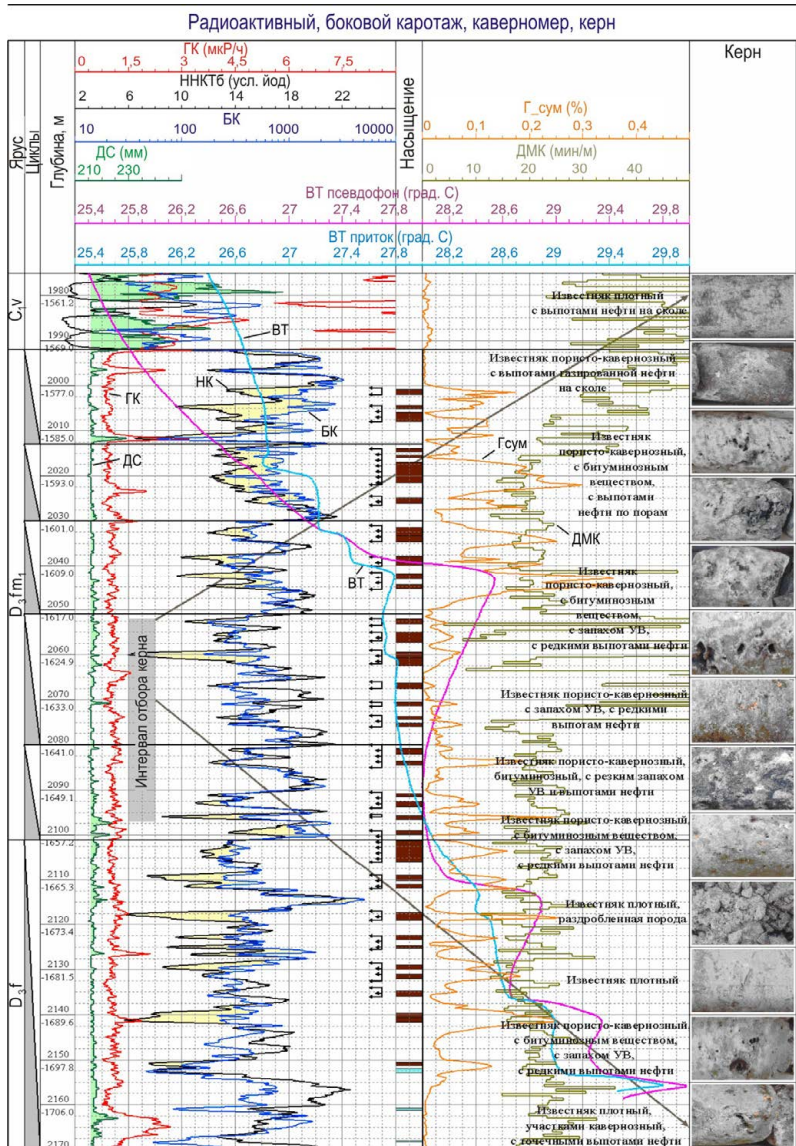 Радиоактивный, боковой каротаж, каверномер, керн
Ярус
Циклы
Глубина, м
ГК (мкР/ч)
0 1,5 3 4,5 6 7,5
ННКТб (усл. йод)
2 6 10 14 18 22
БК
10 100 1000 10000
ДС (мм)
210 230
ВТ псевдофон (град. С)
25,4 25,8 26,2 26,6 27 27,4 27,8 28,2 28,6 29 29,4 29,8
ВТ приток (град. С)
25,4 25,8 26,2 26,6 27 27,4 27,8 28,2 28,6 29 29,4 29,8
Насыщение
Г_сум (%)
0 0,1 0,2 0,3 0,4
ДМК (мин/м)
0 10 20 30 40
Керн
C₁v
D₃fm₁
D₃f
1980
-1561.2
1990
-1569.0
2000
-1577.0
2010
-1585.0
2020
-1593.0
2030
-1601.0
2040
-1609.0
2050
-1617.0
2060
-1624.9
2070
-1633.0
2080
-1641.0
2090
-1649.1
2100
-1657.2
2110
-1665.3
2120
-1673.4
2130
-1681.5
2140
-1689.6
2150
-1697.8
2160
-1706.0
2170
ВТ
НК
ГК
БК
ДС
ВТ
Гсум
ДМК
Интервал отбора керна
Известняк плотный
с выпотами нефти на сколе
Известняк пористо-кавернозный
с выпотами газированной нефти
на сколе
Известняк
пористо-кавернозный,
с битуминозным
веществом,
с выпотами
нефти по порам
Известняк
пористо-кавернозный,
с битуминозным
веществом,
с запахом УВ,
с редкими выпотами нефти
Известняк пористо-кавернозный,
с запахом УВ, с редкими
выпотам нефти
Известняк пористо-кавернозный,
битуминозный, с резким запахом
УВ и выпотами нефти
Известняк пористо-кавернозный,
с битуминозным веществом,
с запахом УВ,
с редкими выпотами нефти
Известняк плотный,
раздробленная порода
Известняк плотный
Известняк пористо-кавернозный,
с битуминозным веществом,
с запахом УВ,
с редкими выпотами нефти
Известняк плотный,
участками кавернозный,
с точечными выпотами нефти